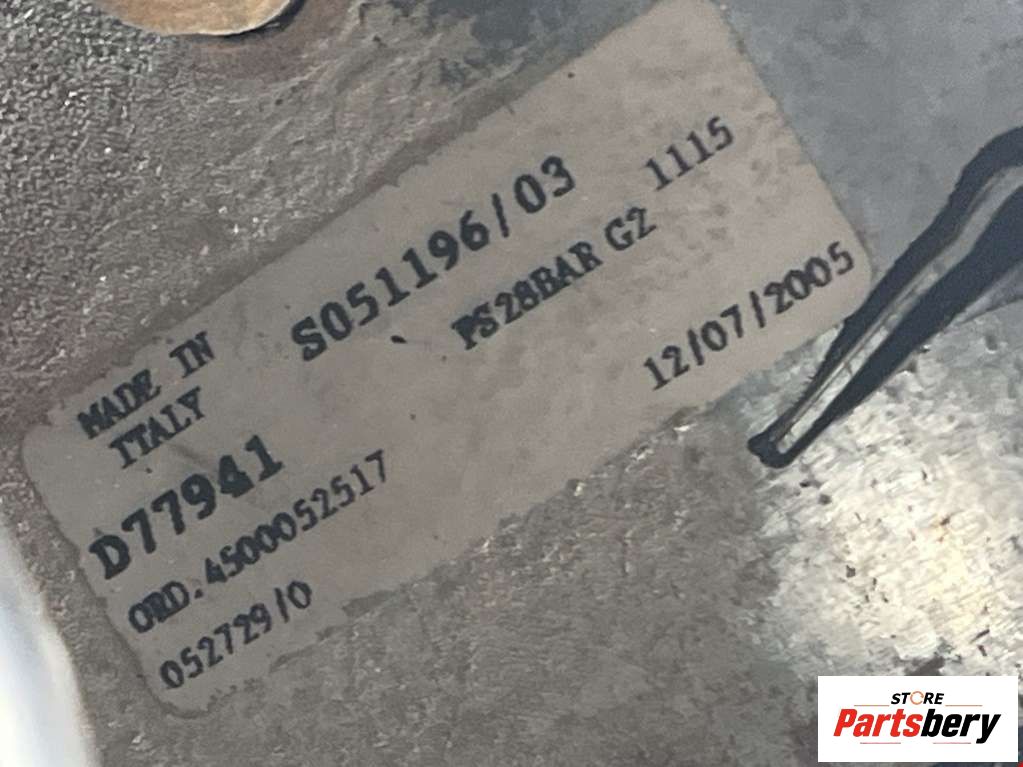 MADE IN
ITALY
S051196/03
1115
PS28BAR G2
12/07/2005
D77941
ORD.4500052517
052729/0
STORE
Partsbery